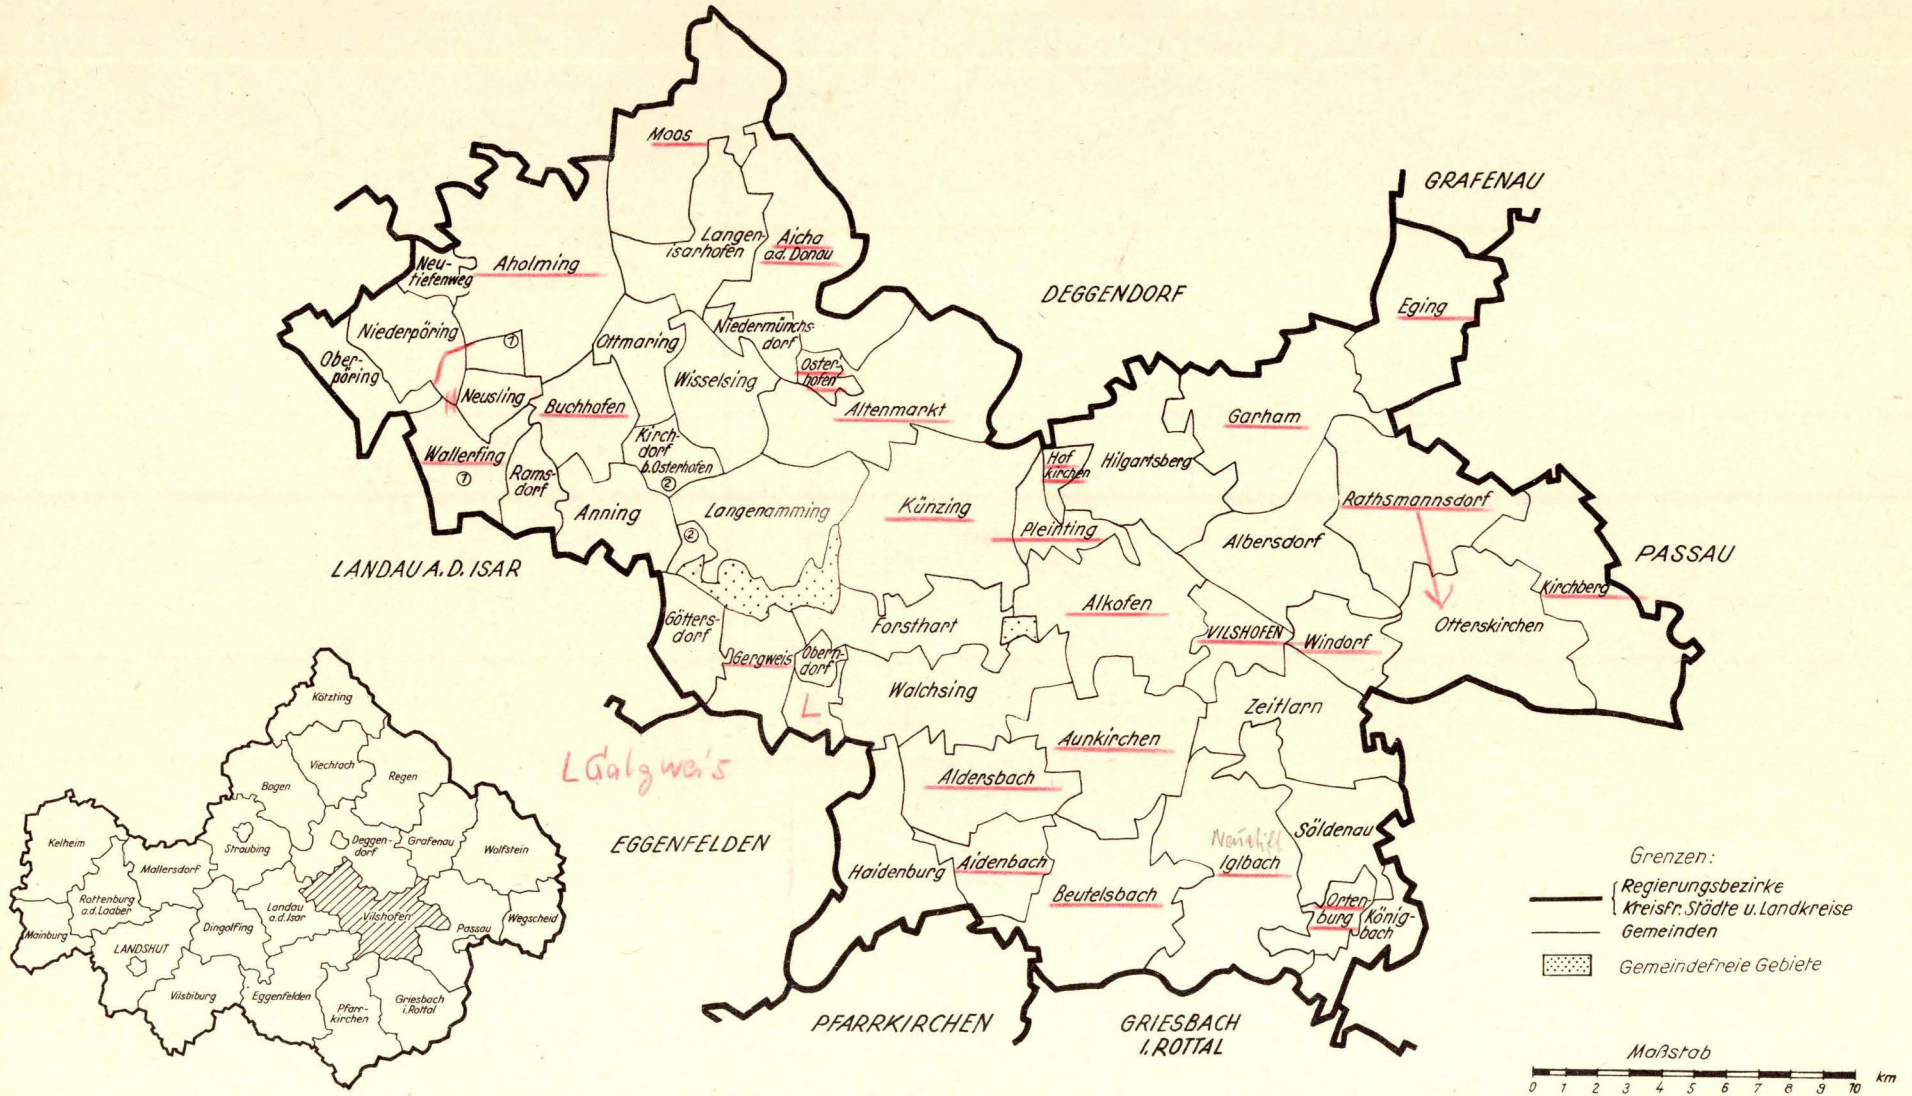 Moos
GRAFENAU
Langen-
isarhofen
Aicha
a.d. Donau
Neu-
tiefenweg
Aholming
DEGGENDORF
Eging
Niederpöring
Ober-
pöring
①
Ottmaring
Niedermünchs-
dorf
Wisselsing
Oster-
hofen
Neusling
Buchhofen
Altenmarkt
Garham
Kirch-
dorf
b.Osterhofen
②
Wallerfing
①
Rams-
dorf
Hof
kirchen
Hilgartsberg
Anning
Langenamming
②
Künzing
Pleinting
Rathsmannsdorf
Albersdorf
PASSAU
LANDAU A.D. ISAR
Kirchberg
Göttersdorf
Forsthart
Alkofen
VILSHOFEN
Windorf
Otterskirchen
Gergweis
Obern-
dorf
L
Walchsing
Zeitlarn
L Galgweis
Aunkirchen
Aldersbach
EGGENFELDEN
Haidenburg
Aidenbach
Beutelsbach
Neustift
Iglbach
Söldenau
Orten-
burg
König-
bach
PFARRKIRCHEN
GRIESBACH
I. ROTTAL
Kötzting
Viechtach
Regen
Bogen
Kelheim
Straubing
Deggen-
dorf
Grafenau
Wolfstein
Mallersdorf
Rottenburg
a.d.Laaber
Landau
a.d.Isar
Vilshofen
Dingolfing
Passau
Wegscheid
Mainburg
LANDSHUT
Vilsbiburg
Eggenfelden
Pfarr-
kirchen
Griesbach
i.Rottal
Grenzen:
Regierungsbezirke
Kreisfr. Städte u. Landkreise
Gemeinden
Gemeindefreie Gebiete
Maßstab
0 1 2 3 4 5 6 7 8 9 10 km